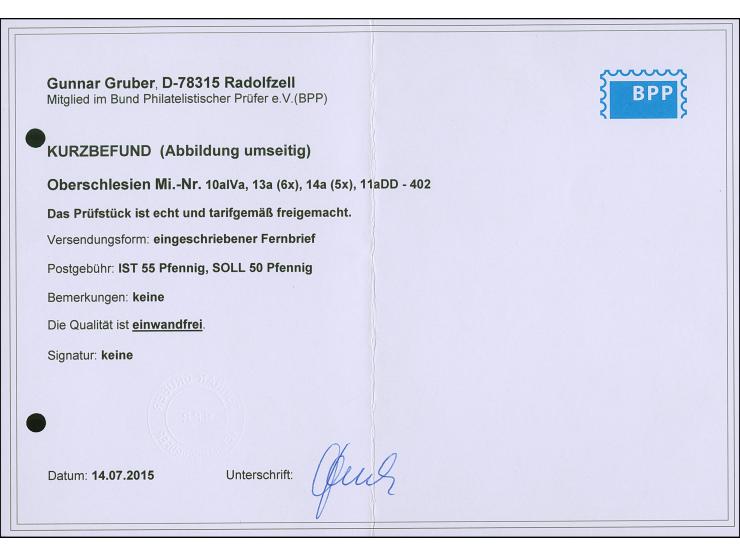 Gunnar Gruber, D-78315 Radolfzell
Mitglied im Bund Philatelistischer Prüfer e.V.(BPP)
BPP
KURZBEFUND (Abbildung umseitig)
Oberschlesien Mi.-Nr. 10aIVa, 13a (6x), 14a (5x), 11aDD - 402
Das Prüfstück ist echt und tarifgemäß freigemacht.
Versendungsform: eingeschriebener Fernbrief
Postgebühr: IST 55 Pfennig, SOLL 50 Pfennig
Bemerkungen: keine
Die Qualität ist einwandfrei.
Signatur: keine
Datum: 14.07.2015 Unterschrift: